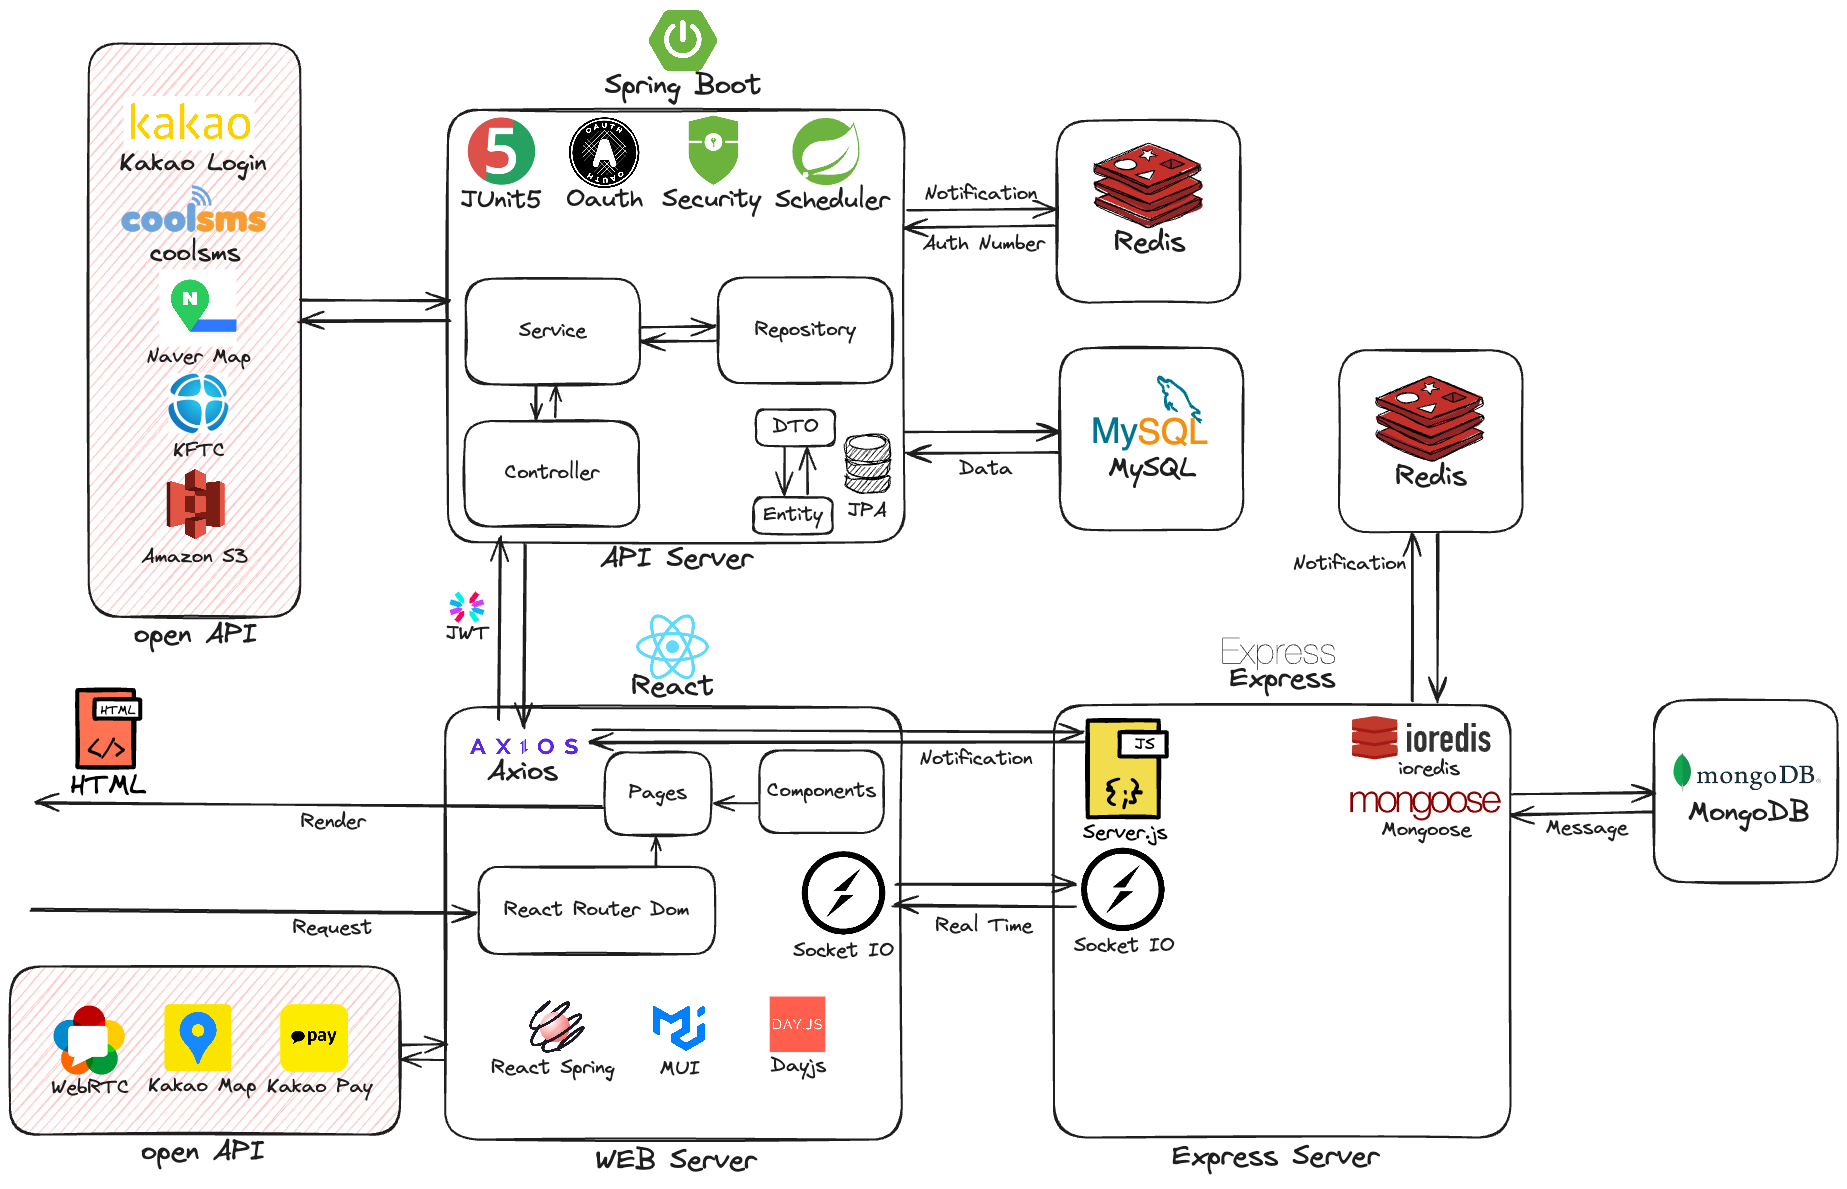 Spring Boot
kakao
Kakao Login
coolsms
coolsms
N
Naver Map
KFTC
Amazon S3
open API
5
JUnit5
OAUTH
A
OAUTH
Oauth
Security
Scheduler
Service
Repository
Controller
DTO
Entity
JPA
API Server
Notification
Auth Number
Redis
MySQL
MySQL
Data
Redis
Notification
JWT
React
Express
Express
HTML
</>
HTML
Render
Request
AXIOS
Axios
Pages
Components
React Router Dom
Socket IO
React Spring
MUI
DAY.JS
Dayjs
WEB Server
Notification
Real Time
JS
{;}
Server.js
Socket IO
ioredis
ioredis
mongoose
Mongoose
Express Server
Message
mongoDB
MongoDB
WebRTC
Kakao Map
pay
Kakao Pay
open API